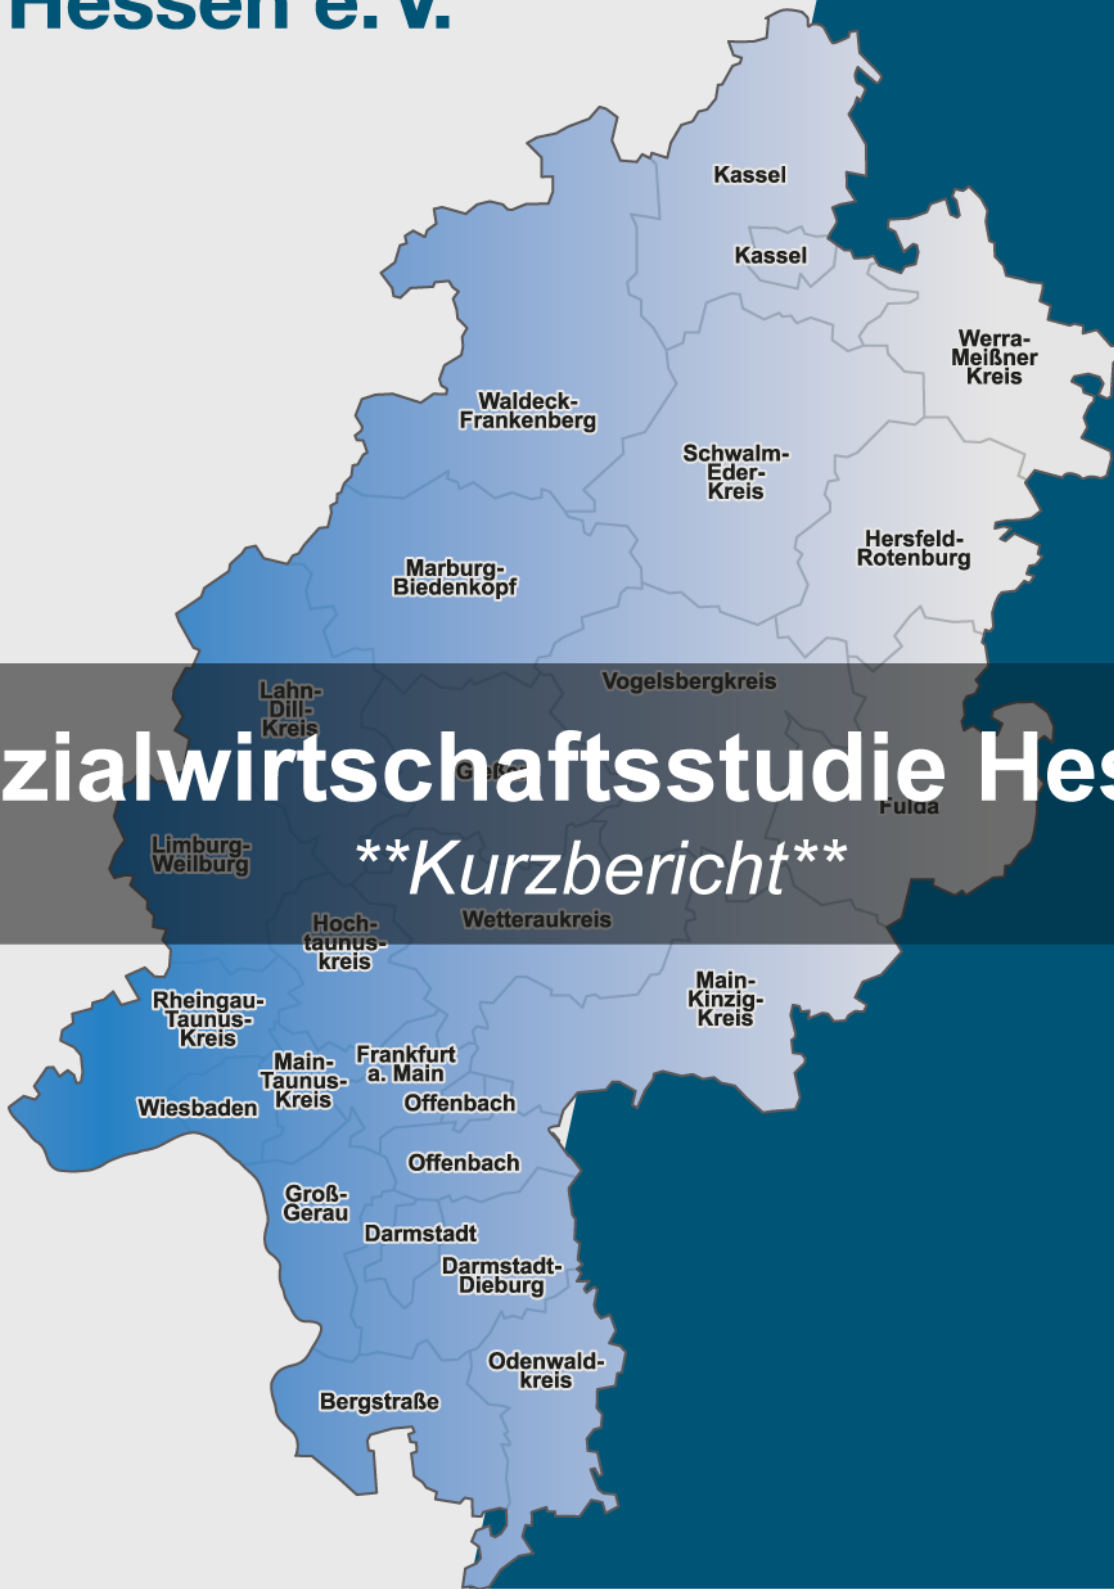 Hessen e. V.
Kassel
Kassel
Werra-
Meißner
Kreis
Waldeck-
Frankenberg
Schwalm-
Eder-
Kreis
Hersfeld-
Rotenburg
Marburg-
Biedenkopf
Vogelsbergkreis
Lahn-
Dill-
Kreis
zialwirtschaftsstudie Hes
Fulda
Limburg-
Weilburg
**Kurzbericht**
Wetteraukreis
Hoch-
taunus-
kreis
Main-
Kinzig-
Kreis
Rheingau-
Taunus-
Kreis
Frankfurt
a. Main
Main-
Taunus-
Kreis
Wiesbaden
Offenbach
Offenbach
Groß-
Gerau
Darmstadt
Darmstadt-
Dieburg
Odenwald-
kreis
Bergstraße